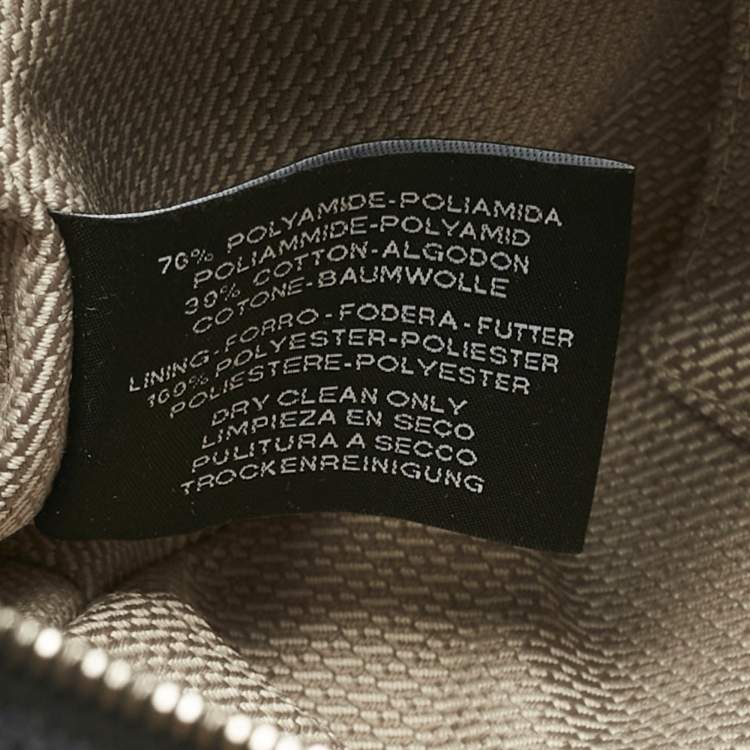 70% POLYAMIDE-POLIAMIDA
POLIAMMIDE-POLYAMID
30% COTTON-ALGODON
COTONE-BAUMWOLLE
LINING-FORRO-FODERA-FUTTER
100% POLYESTER-POLIESTER
POLIESTERE-POLYESTER
DRY CLEAN ONLY
LIMPIEZA EN SECO
PULITURA A SECCO
TROCKENREINIGUNG